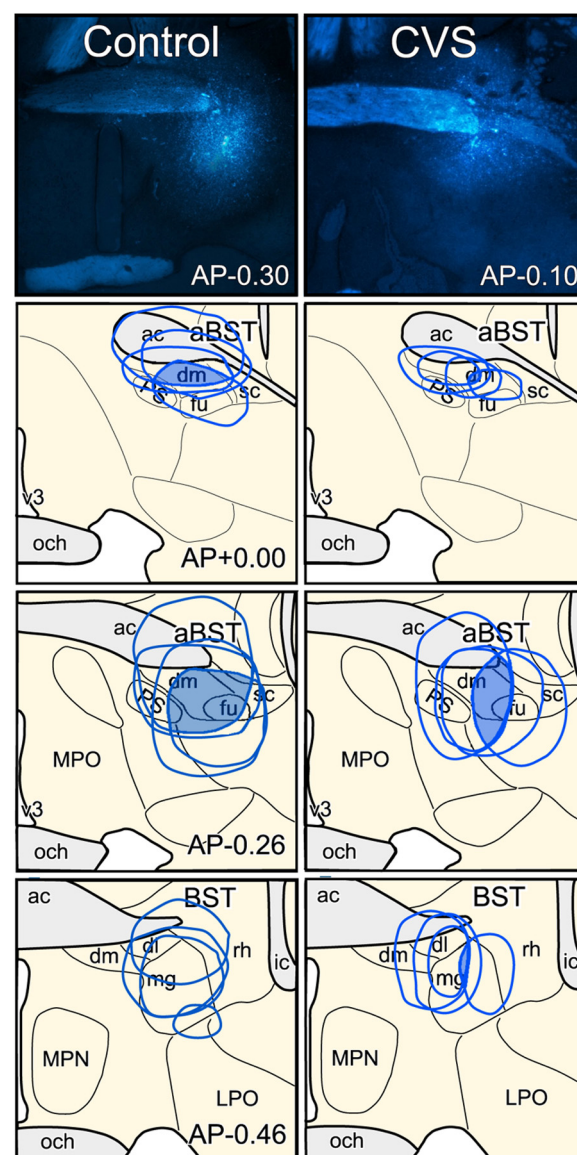 Control
CVS
AP-0.30
AP-0.10
ac
aBST
dm
PS
sc
fu
v3
och
AP+0.00
ac
aBST
dm
PS
sc
fu
v3
och
ac
aBST
dm
PS
sc
fu
MPO
v3
och
AP-0.26
ac
aBST
dm
PS
sc
fu
MPO
v3
och
ac
BST
dl
dm
rh
ic
mg
MPN
LPO
och
AP-0.46
ac
BST
dl
dm
rh
ic
mg
MPN
LPO
och